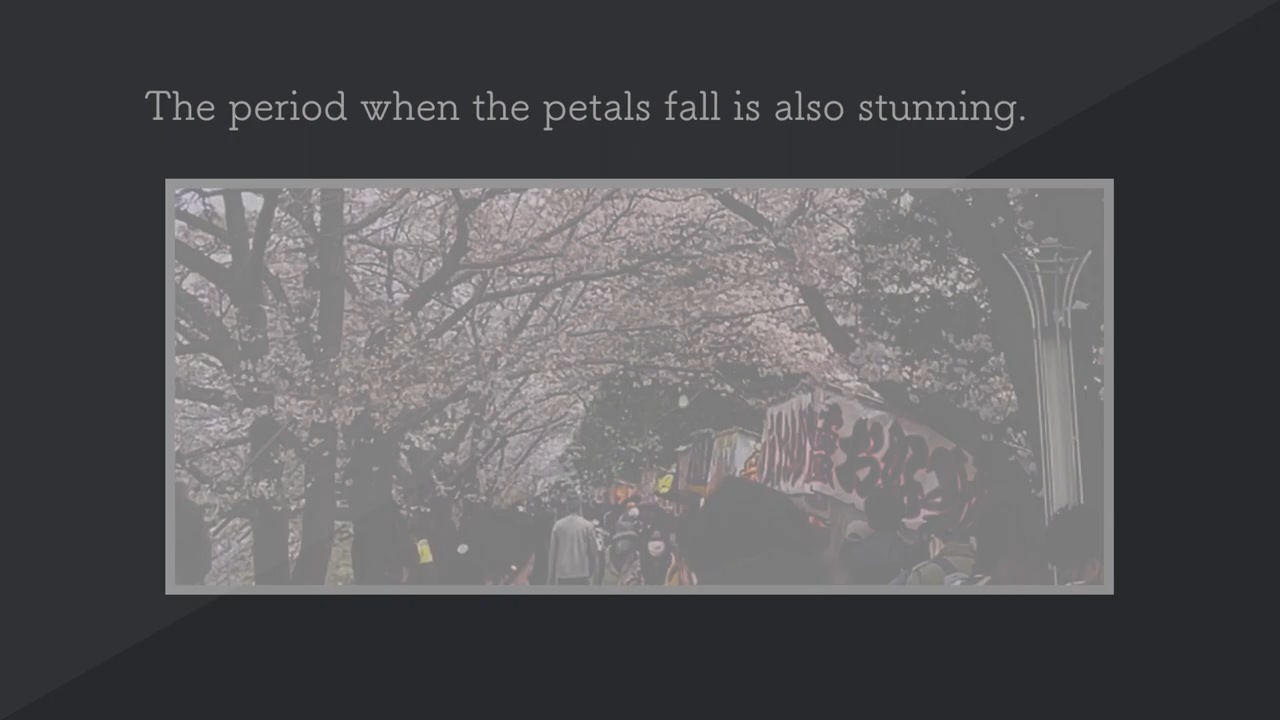 The period when the petals fall is also stunning.